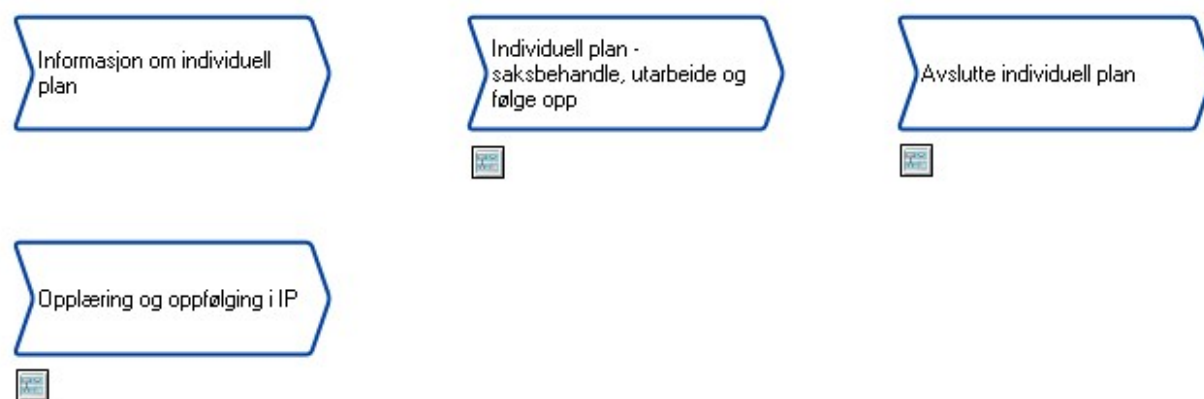 Informasjon om individuell
plan
Individuell plan -
saksbehandle, utarbeide og
følge opp
Avslutte individuell plan
Opplæring og oppfølging i IP